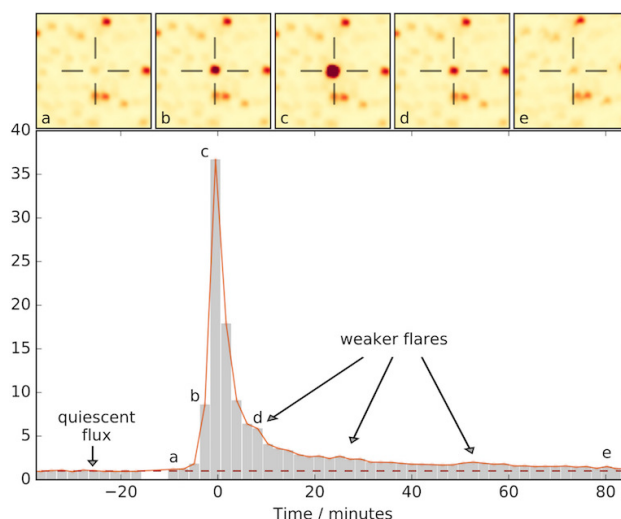 a
b
c
d
e
40
35
30
25
20
15
10
5
0
c
weaker flares
quiescent
flux
b
d
a
e
−20
0
20
40
60
80
Time / minutes